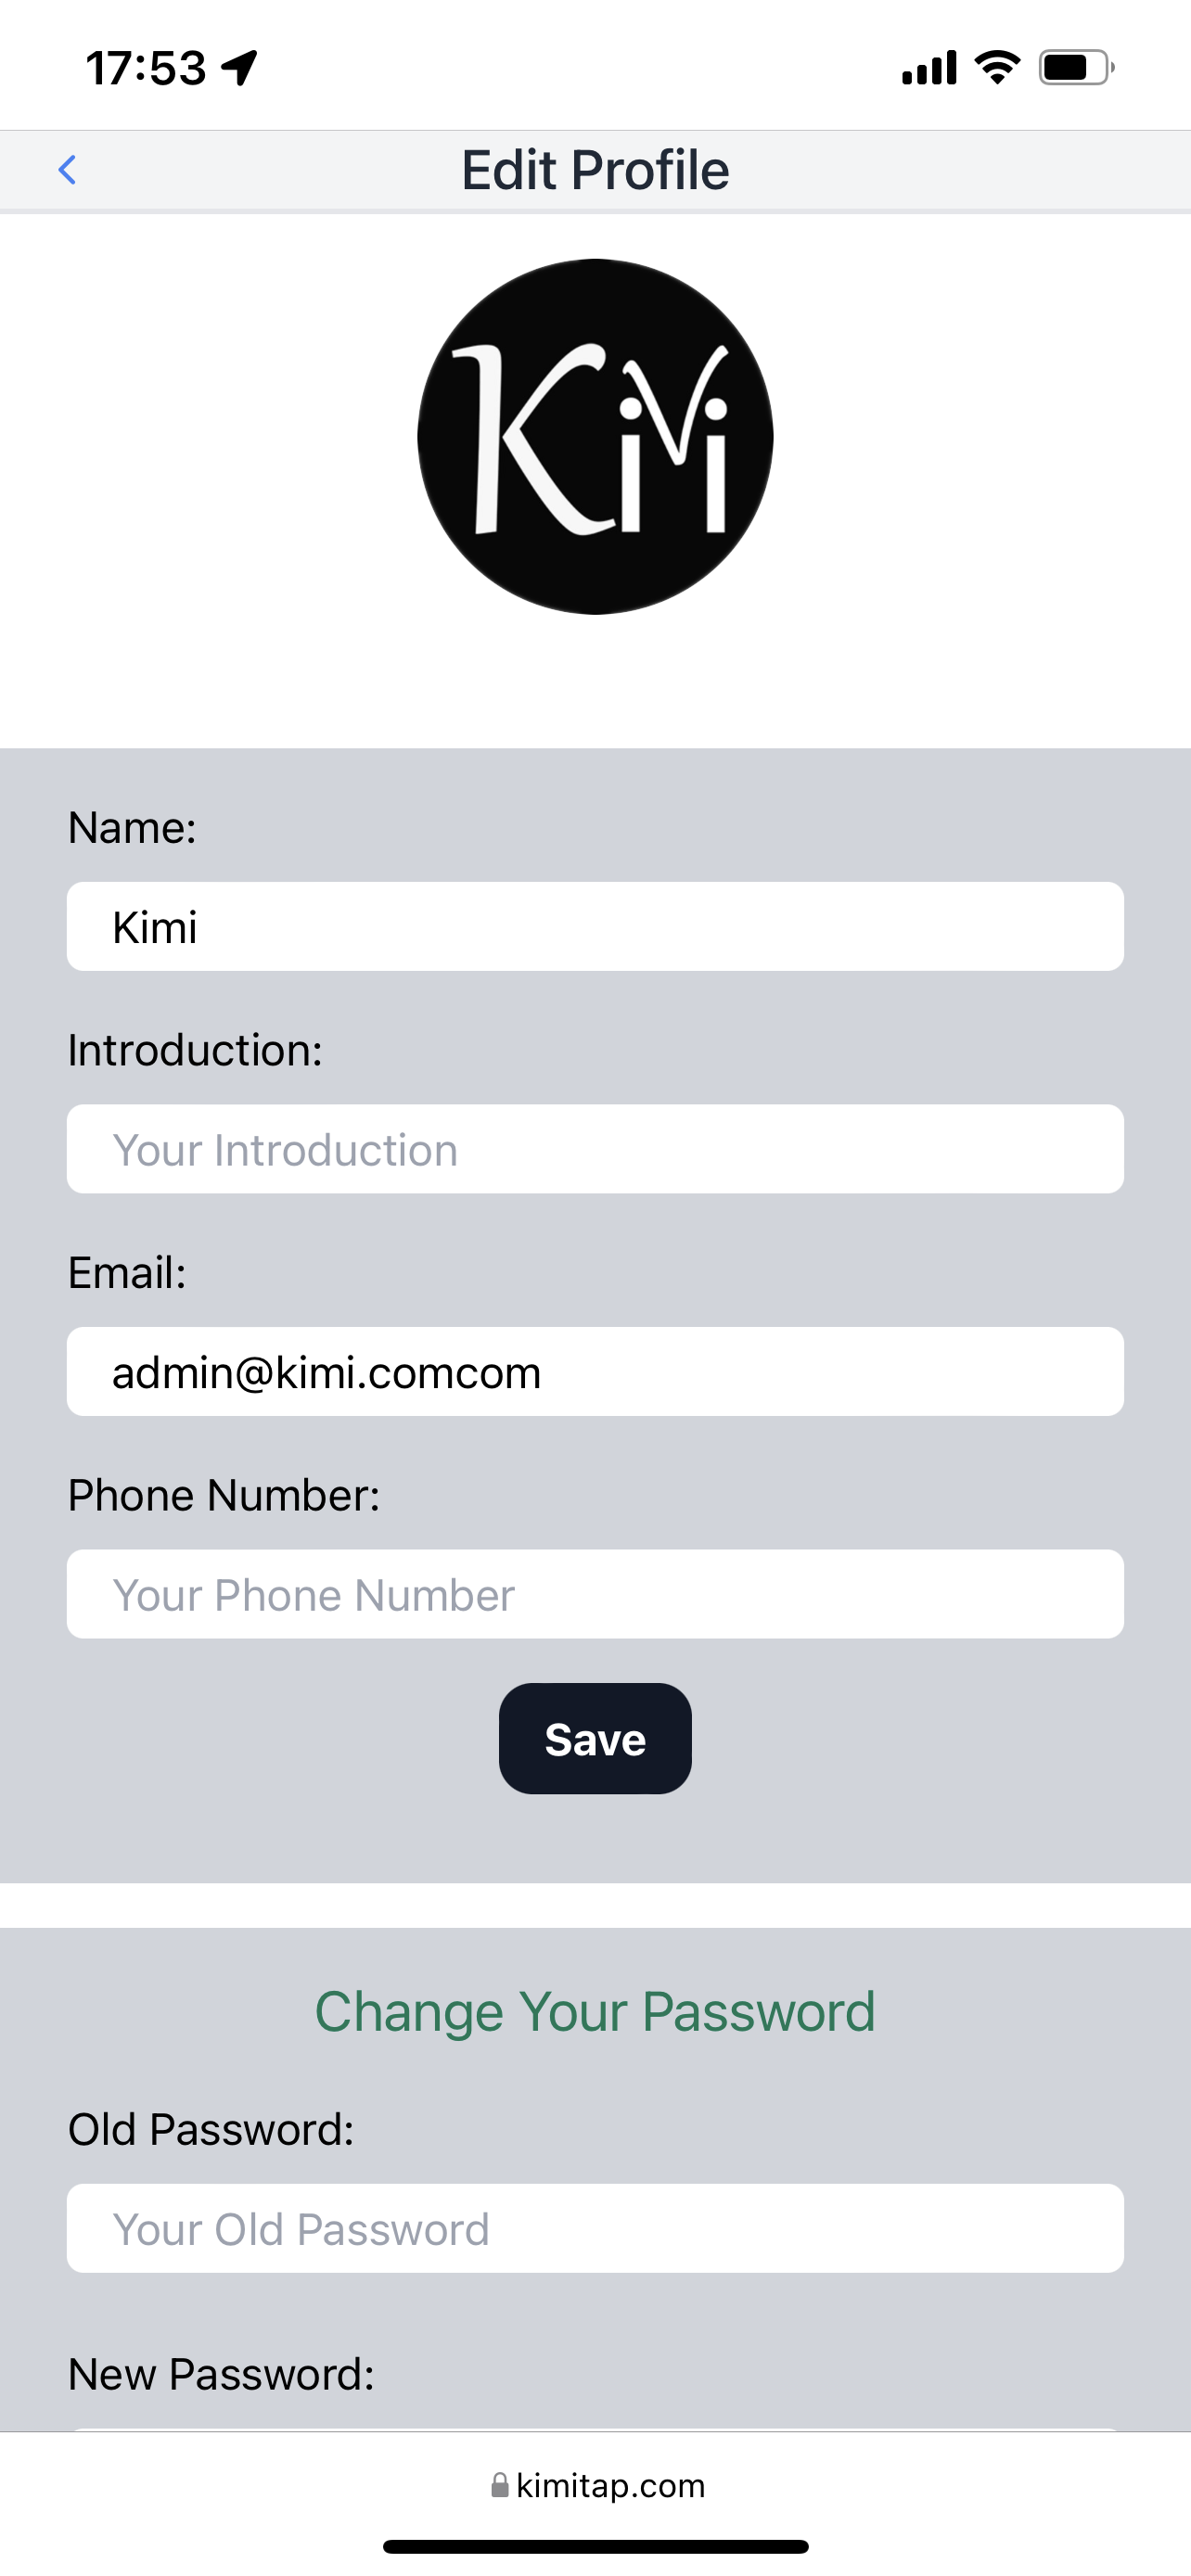 17:53
Edit Profile
Kimi
Name:
Kimi
Introduction:
Your Introduction
Email:
admin@kimi.comcom
Phone Number:
Your Phone Number
Save
Change Your Password
Old Password:
Your Old Password
New Password:
kimitap.com